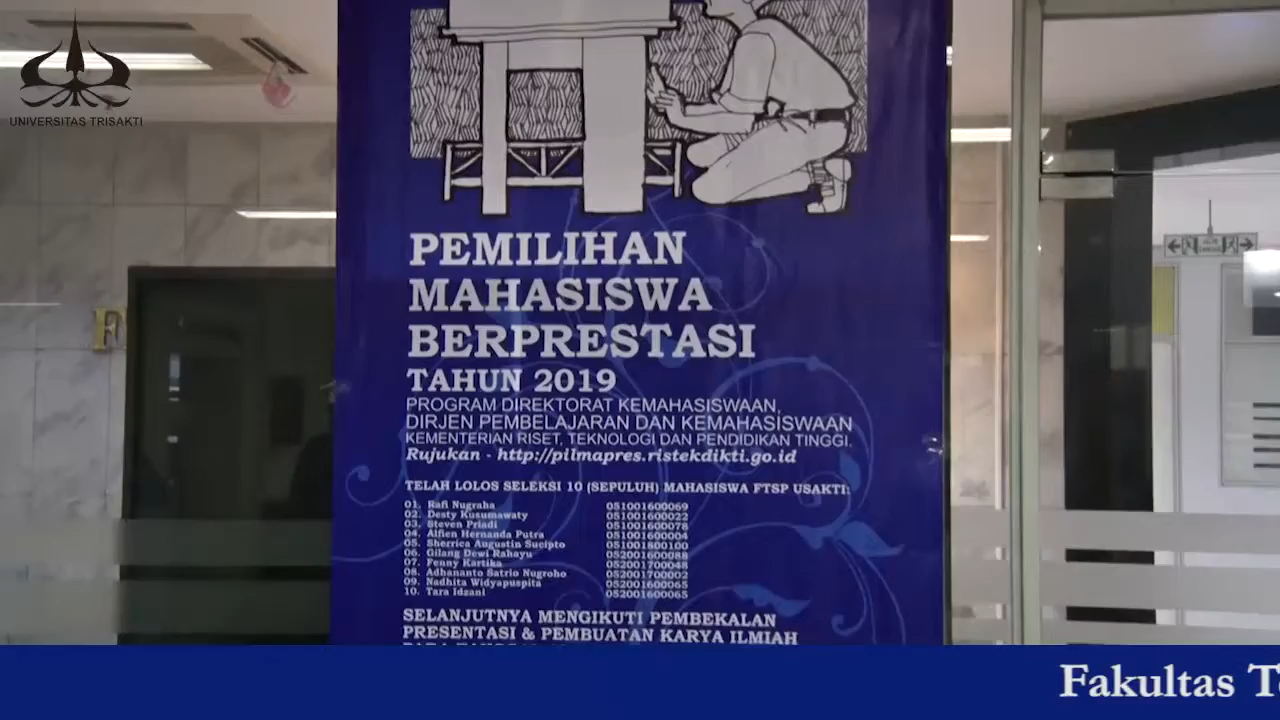 UNIVERSITAS TRISAKTI
F
PEMILIHAN
MAHASISWA
BERPRESTASI
TAHUN 2019
PROGRAM DIREKTORAT KEMAHASISWAAN,
DIRJEN PEMBELAJARAN DAN KEMAHASISWAAN
KEMENTERIAN RISET, TEKNOLOGI DAN PENDIDIKAN TINGGI.
Rujukan - http://pilmapres.ristekdikti.go.id
TELAH LOLOS SELEKSI 10 (SEPULUH) MAHASISWA FTSP USAKTI:
01. Rafi Nugraha 051001600069
02. Desty Kusumawaty 051001600022
03. Steven Priadi 051001600078
04. Alfien Hernanda Putra 051001600004
05. Sherrica Augustin Sucipto 051001800100
06. Gilang Dewi Rahayu 052001600088
07. Fenny Kartika 052001700048
08. Adhananto Satrio Nugroho 052001700002
09. Nadhita Widyapuspita 052001600065
10. Tara Idzani 052001600065
SELANJUTNYA MENGIKUTI PEMBEKALAN
PRESENTASI & PEMBUATAN KARYA ILMIAH
Fakultas